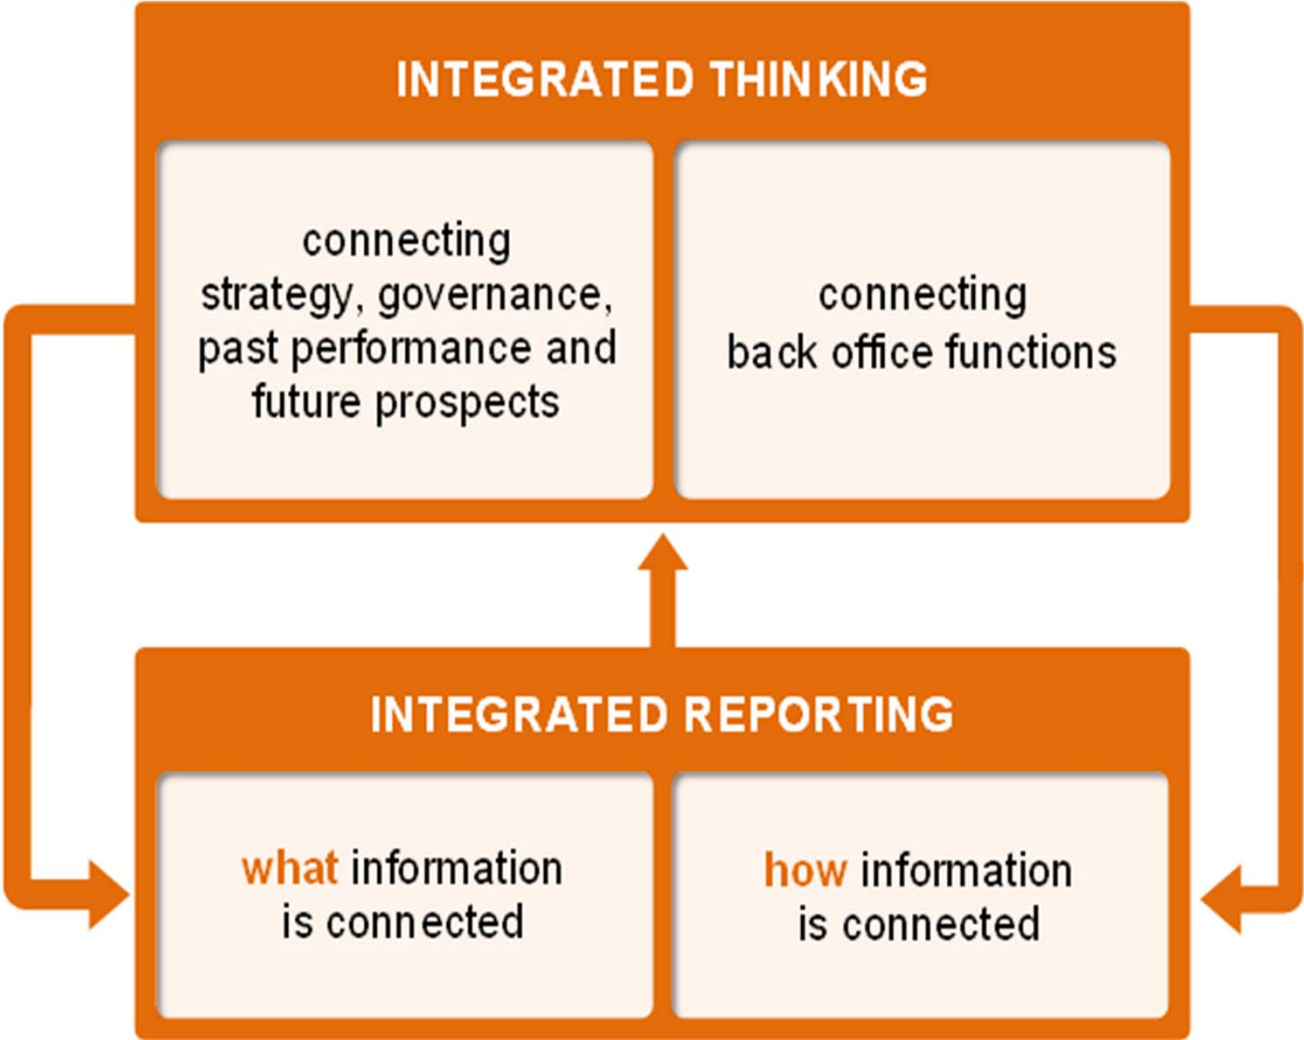 INTEGRATED THINKING
connecting
strategy, governance,
past performance and
future prospects
connecting
back office functions
INTEGRATED REPORTING
what information
is connected
how information
is connected